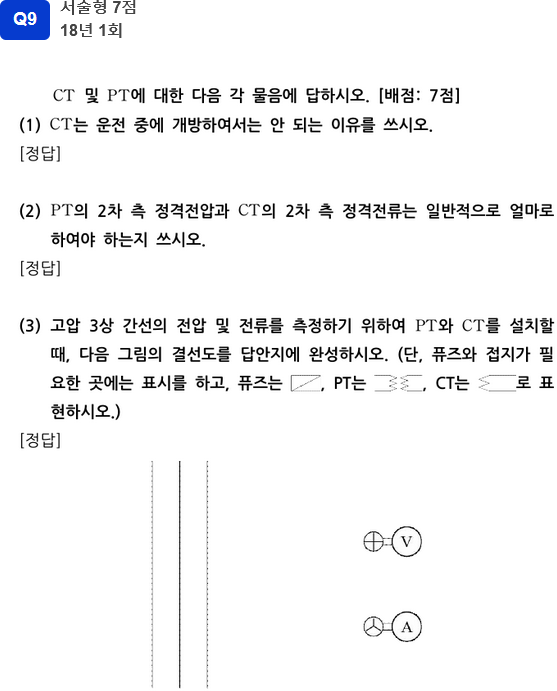 Q9
서술형 7점
18년 1회
CT 및 PT에 대한 다음 각 물음에 답하시오. [배점: 7점]
(1) CT는 운전 중에 개방하여서는 안 되는 이유를 쓰시오.
[정답]
(2) PT의 2차 측 정격전압과 CT의 2차 측 정격전류는 일반적으로 얼마로
하여야 하는지 쓰시오.
[정답]
(3) 고압 3상 간선의 전압 및 전류를 측정하기 위하여 PT와 CT를 설치할
때, 다음 그림의 결선도를 답안지에 완성하시오. (단, 퓨즈와 접지가 필
요한 곳에는 표시를 하고, 퓨즈는 , PT는 , CT는 로 표
현하시오.)
[정답]
V
A